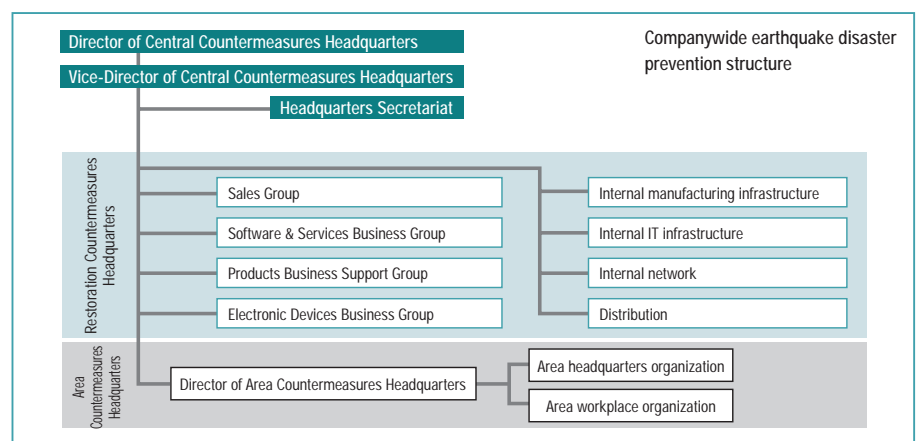 Director of Central Countermeasures Headquarters
Companywide earthquake disaster
prevention structure
Vice-Director of Central Countermeasures Headquarters
Headquarters Secretariat
Restoration Countermeasures
Headquarters
Sales Group
Software & Services Business Group
Products Business Support Group
Electronic Devices Business Group
Internal manufacturing infrastructure
Internal IT infrastructure
Internal network
Distribution
Area
Countermeasures
Headquarters
Director of Area Countermeasures Headquarters
Area headquarters organization
Area workplace organization